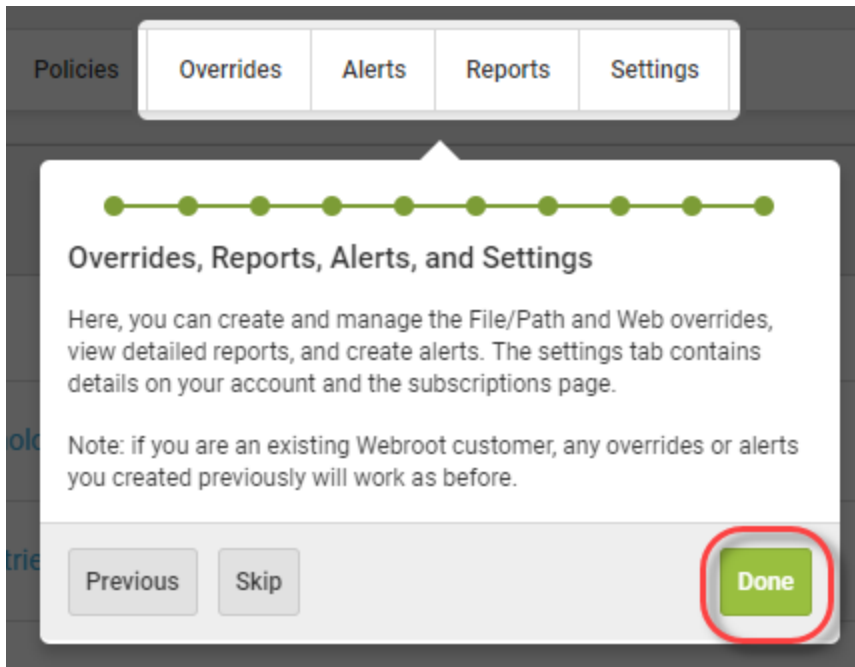 Policies Overrides Alerts Reports Settings
Overrides, Reports, Alerts, and Settings
Here, you can create and manage the File/Path and Web overrides,
view detailed reports, and create alerts. The settings tab contains
details on your account and the subscriptions page.
Note: if you are an existing Webroot customer, any overrides or alerts
you created previously will work as before.
Previous Skip Done